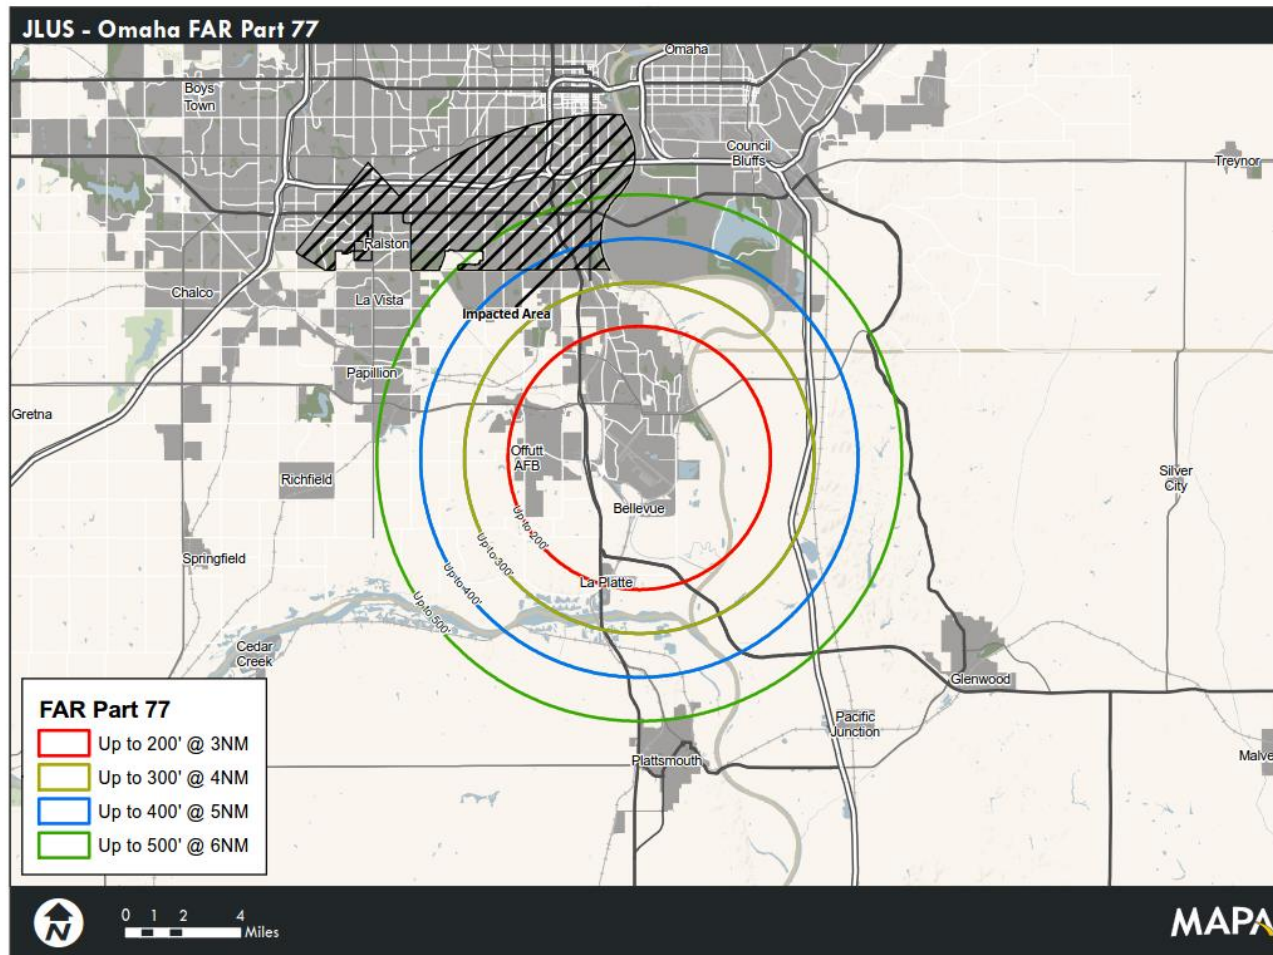 JLUS - Omaha FAR Part 77
Omaha
Boys
Town
Council
Bluffs
Treynor
Ralston
Chalco
La Vista
Impacted Area
Papillion
Gretna
Offutt
AFB
Richfield
Silver
City
Bellevue
Up to 200'
Up to 300'
Springfield
Up to 400'
La Platte
Up to 500'
Cedar
Creek
Glenwood
Pacific
Junction
Plattsmouth
Malve
FAR Part 77
Up to 200' @ 3NM
Up to 300' @ 4NM
Up to 400' @ 5NM
Up to 500' @ 6NM
N
0 1 2 4
Miles
MAPA